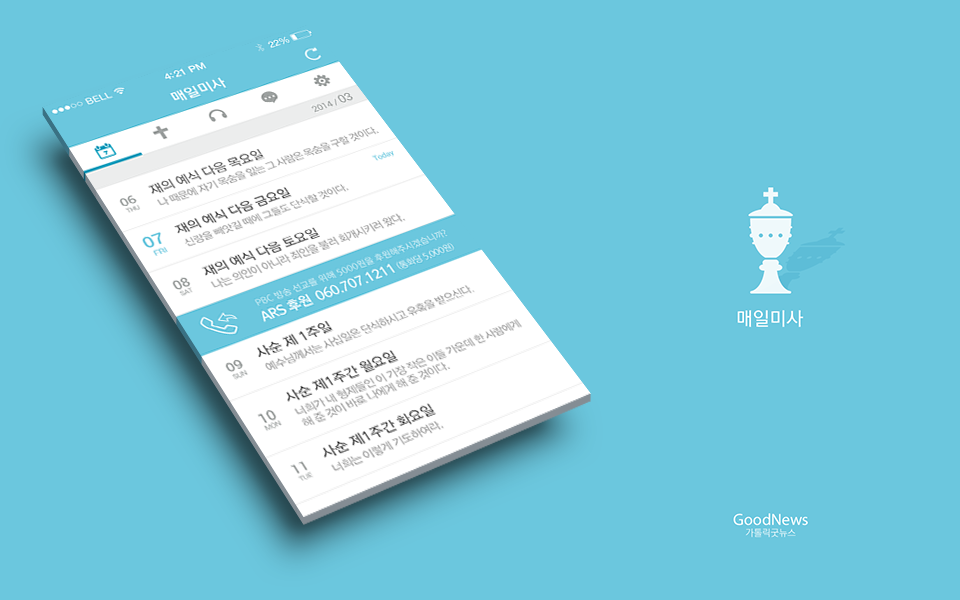 BELL
4:21 PM
22%
매일미사
7
2014 / 03
06
THU
재의 예식 다음 목요일
나 때문에 자기 목숨을 잃는 그 사람은 목숨을 구할 것이다.
07
FRI
Today
재의 예식 다음 금요일
신랑을 빼앗길 때에 그들도 단식할 것이다.
08
SAT
재의 예식 다음 토요일
나는 의인이 아니라 죄인을 불러 회개시키러 왔다.
PBC 방송 선교를 위해 5000원을 후원해주시겠습니까?
ARS 후원 060.707.1211 (통화당 5,000원)
09
SUN
사순 제 1주일
예수님께서는 사십일은 단식하시고 유혹을 받으신다.
10
MON
사순 제1주간 월요일
너희가 내 형제들인 이 가장 작은 이들 가운데 한 사람에게
해 준 것이 바로 나에게 해 준 것이다.
11
TUE
사순 제1주간 화요일
너희는 이렇게 기도하여라.
매일미사
GoodNews
가톨릭굿뉴스